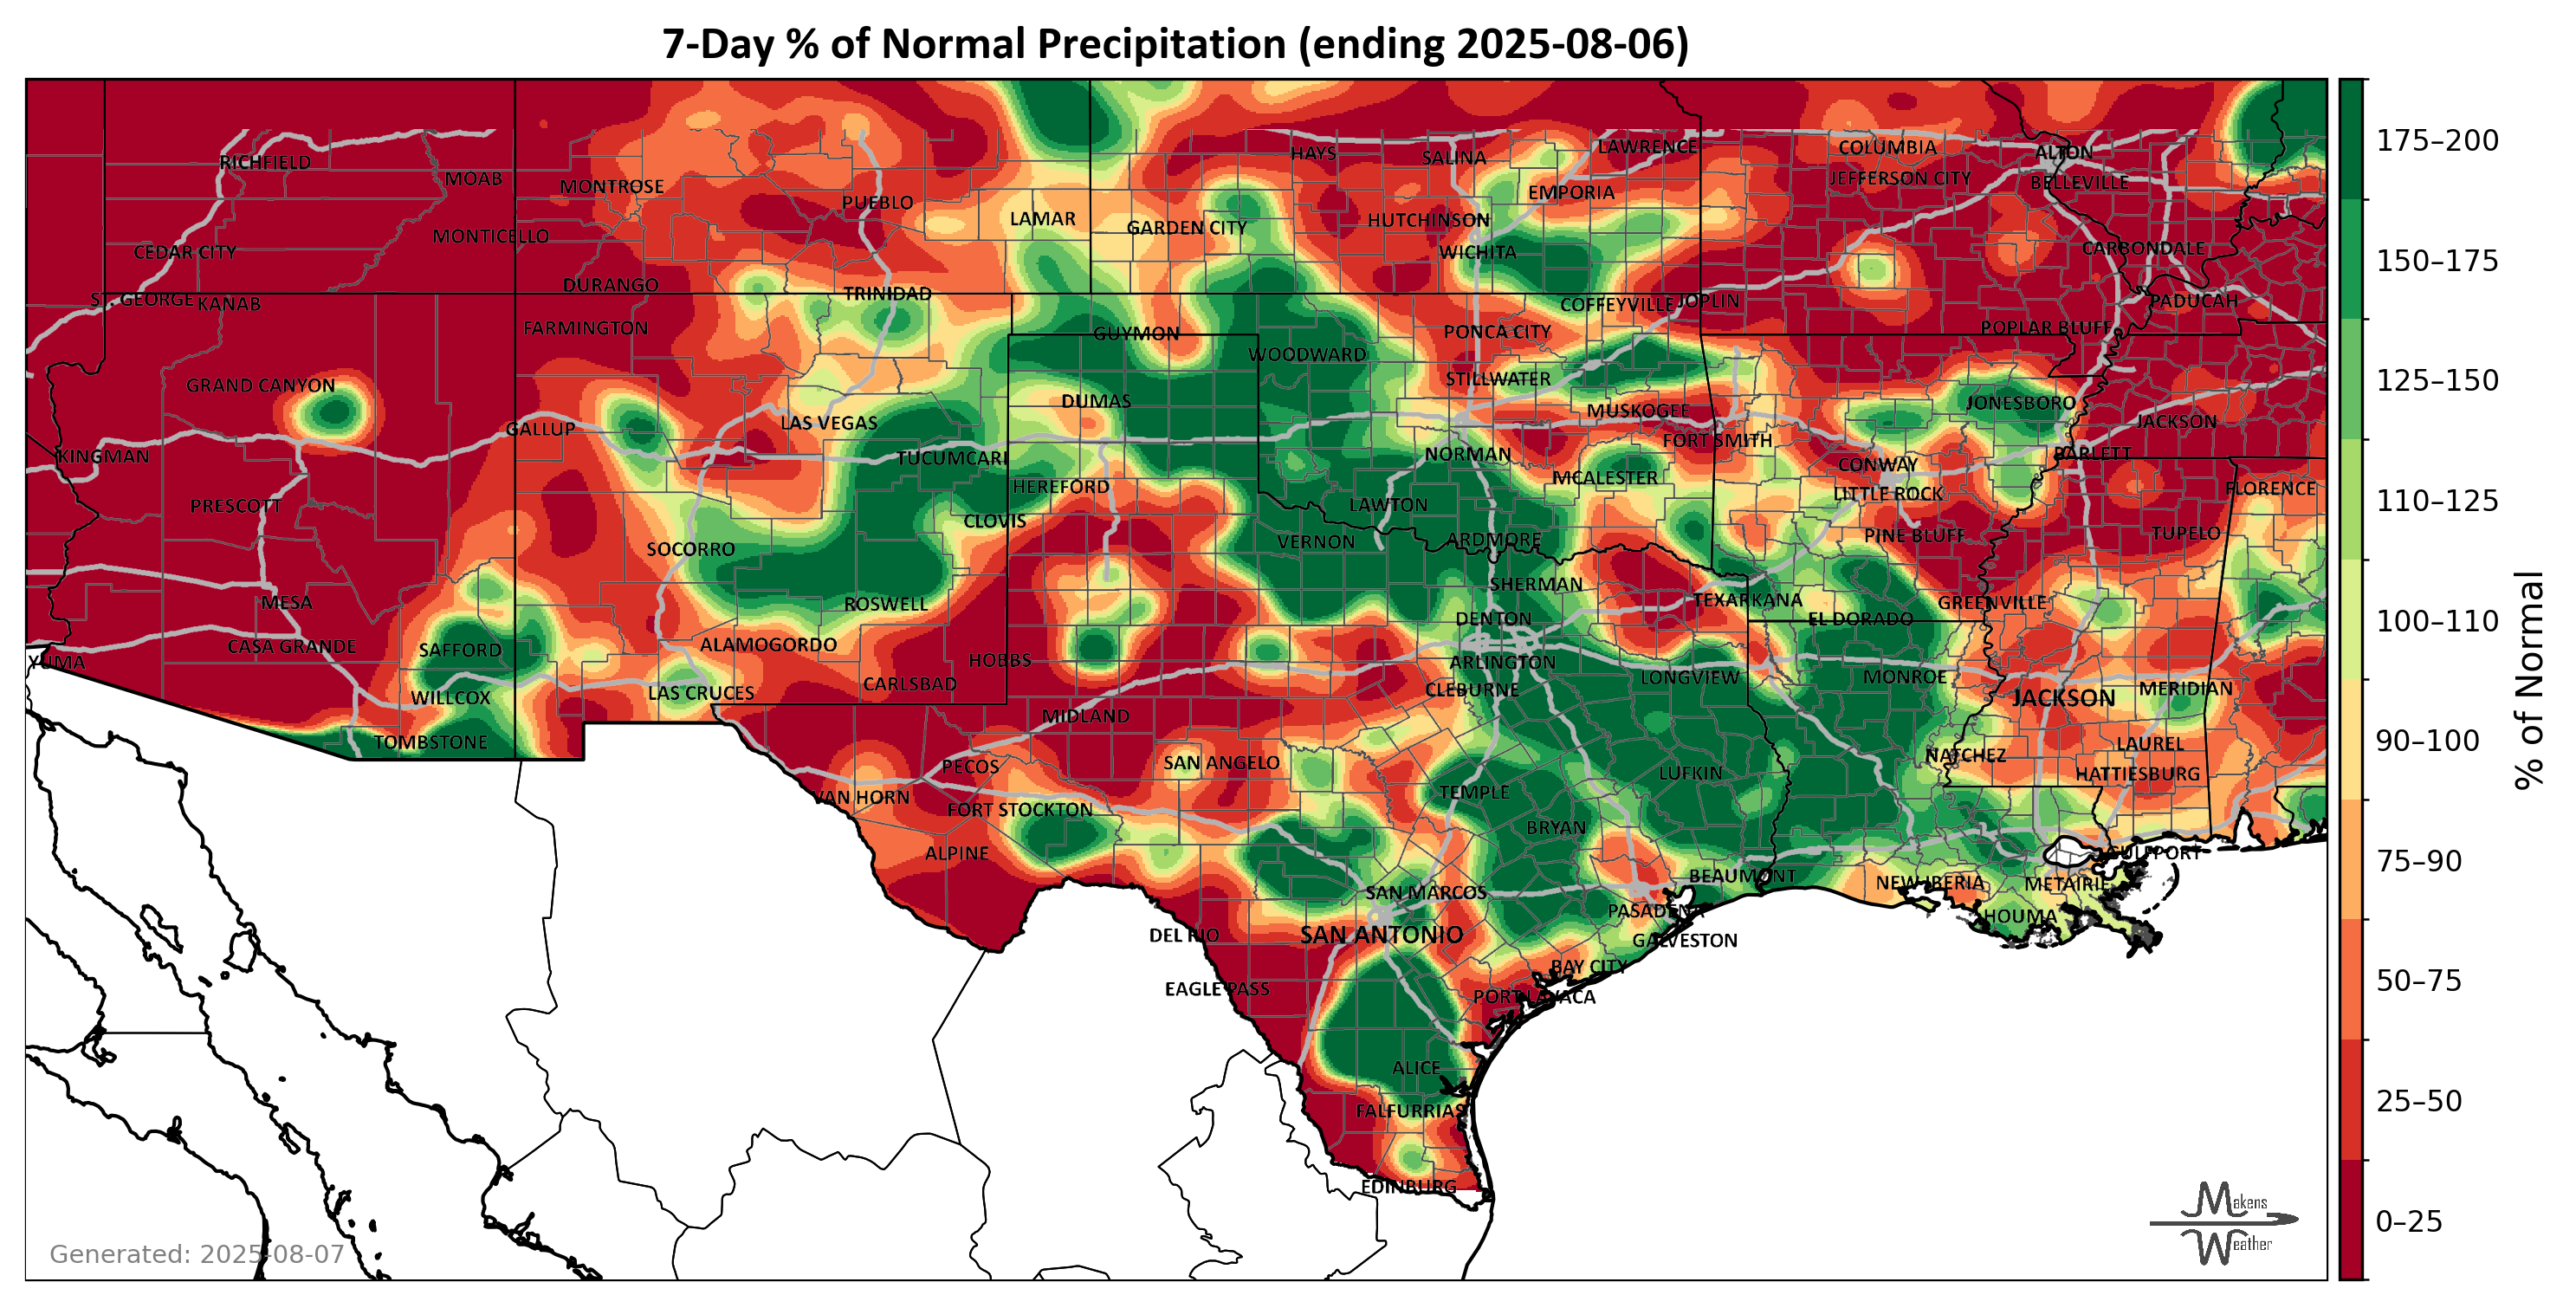 7-Day % of Normal Precipitation (ending 2025-08-06)
RICHFIELD
MOAB
MONTROSE
PUEBLO
LAMAR
GARDEN CITY
HAYS
SALINA
LAWRENCE
EMPORIA
HUTCHINSON
WICHITA
COLUMBIA
JEFFERSON CITY
ALTON
BELLEVILLE
CEDAR CITY
MONTICELLO
DURANGO
TRINIDAD
CARBONDALE
ST. GEORGE
KANAB
FARMINGTON
GUYMON
WOODWARD
PONCA CITY
COFFEYVILLE
JOPLIN
POPLAR BLUFF
PADUCAH
GRAND CANYON
GALLUP
LAS VEGAS
DUMAS
STILLWATER
MUSKOGEE
FORT SMITH
JONESBORO
JACKSON
KINGMAN
TUCUMCARI
HEREFORD
NORMAN
MCALESTER
CONWAY
LITTLE ROCK
BARLETT
FLORENCE
PRESCOTT
CLOVIS
LAWTON
SOCORRO
VERNON
ARDMORE
PINE BLUFF
TUPELO
MESA
ROSWELL
SHERMAN
DENTON
TEXARKANA
EL DORADO
GREENVILLE
CASA GRANDE
SAFFORD
ALAMOGORDO
HOBBS
ARLINGTON
YUMA
WILLCOX
LAS CRUCES
CARLSBAD
CLEBURNE
LONGVIEW
MONROE
JACKSON
MERIDIAN
TOMBSTONE
MIDLAND
PECOS
SAN ANGELO
LUFKIN
NATCHEZ
LAUREL
HATTIESBURG
VAN HORN
FORT STOCKTON
TEMPLE
BRYAN
ALPINE
SAN MARCOS
BEAUMONT
NEW IBERIA
METAIRIE
GULFPORT
PASADENA
HOUMA
DEL RIO
SAN ANTONIO
GALVESTON
EAGLE PASS
BAY CITY
PORT LAVACA
ALICE
FALFURRIAS
EDINBURG
Generated: 2025-08-07
Makens
Weather
175–200
150–175
125–150
110–125
100–110
90–100
75–90
50–75
25–50
0–25
% of Normal